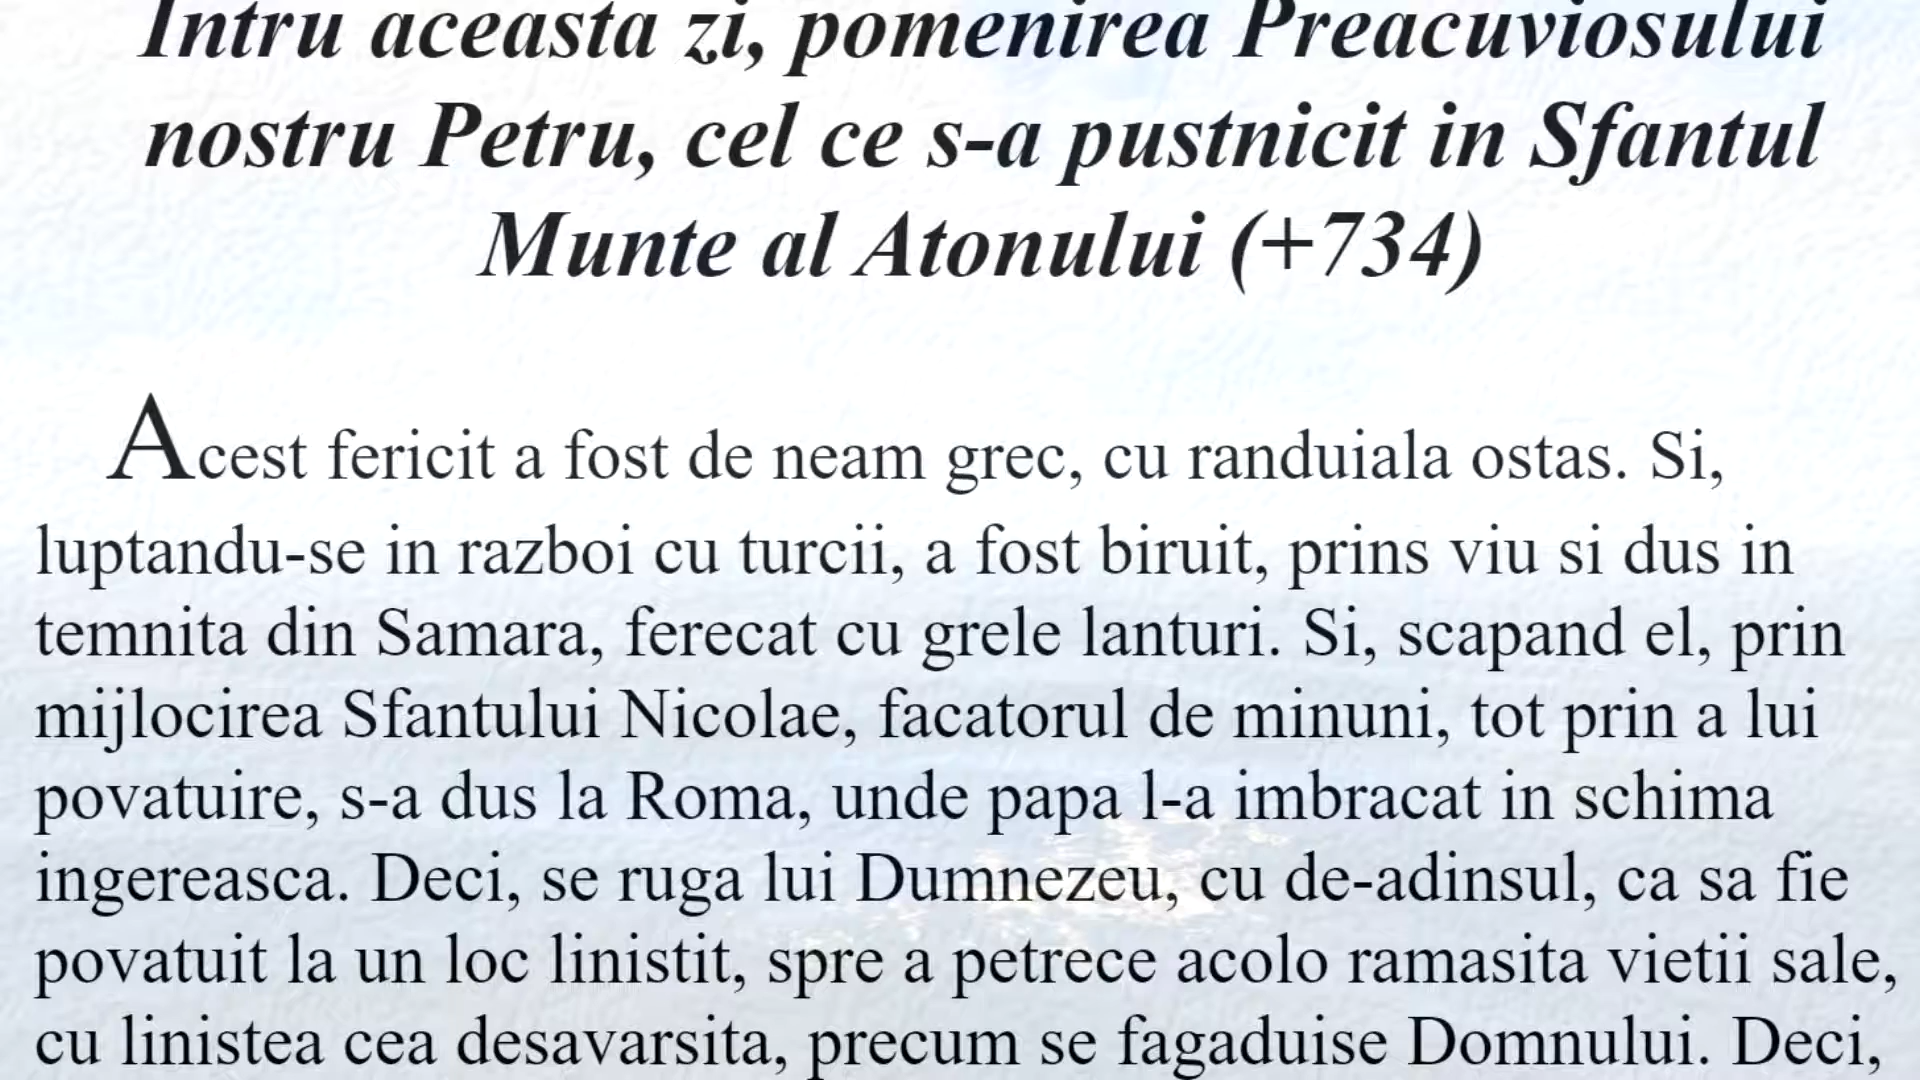 Intru aceasta zi, pomenirea Preacuviosului
nostru Petru, cel ce s-a pustnicit in Sfantul
Munte al Atonului (+734)
Acest fericit a fost de neam grec, cu randuiala ostas. Si,
luptandu-se in razboi cu turcii, a fost biruit, prins viu si dus in
temnita din Samara, ferecat cu grele lanturi. Si, scapand el, prin
mijlocirea Sfantului Nicolae, facatorul de minuni, tot prin a lui
povatuire, s-a dus la Roma, unde papa l-a imbracat in schima
ingereasca. Deci, se ruga lui Dumnezeu, cu de-adinsul, ca sa fie
povatuit la un loc linistit, spre a petrece acolo ramasita vietii sale,
cu linistea cea desavarsita, precum se fagaduise Domnului. Deci,